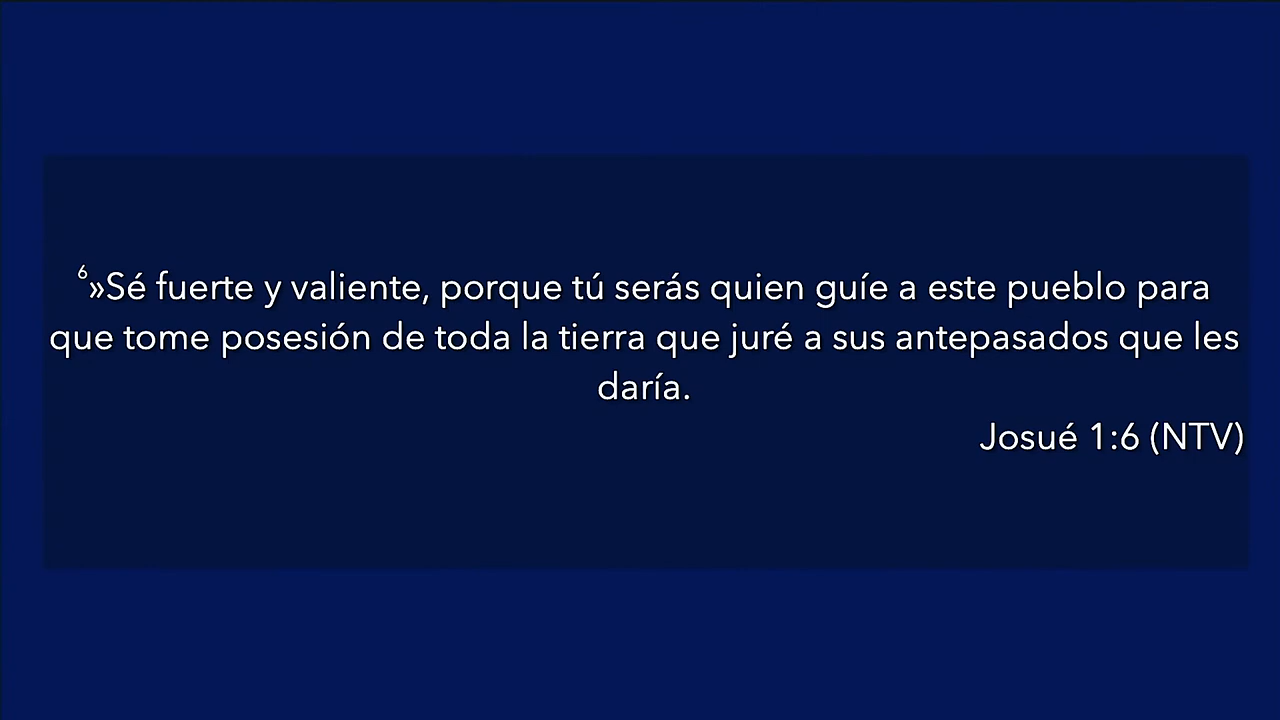 ⁶»Sé fuerte y valiente, porque tú serás quien guíe a este pueblo para
que tome posesión de toda la tierra que juré a sus antepasados que les
daría.
Josué 1:6 (NTV)